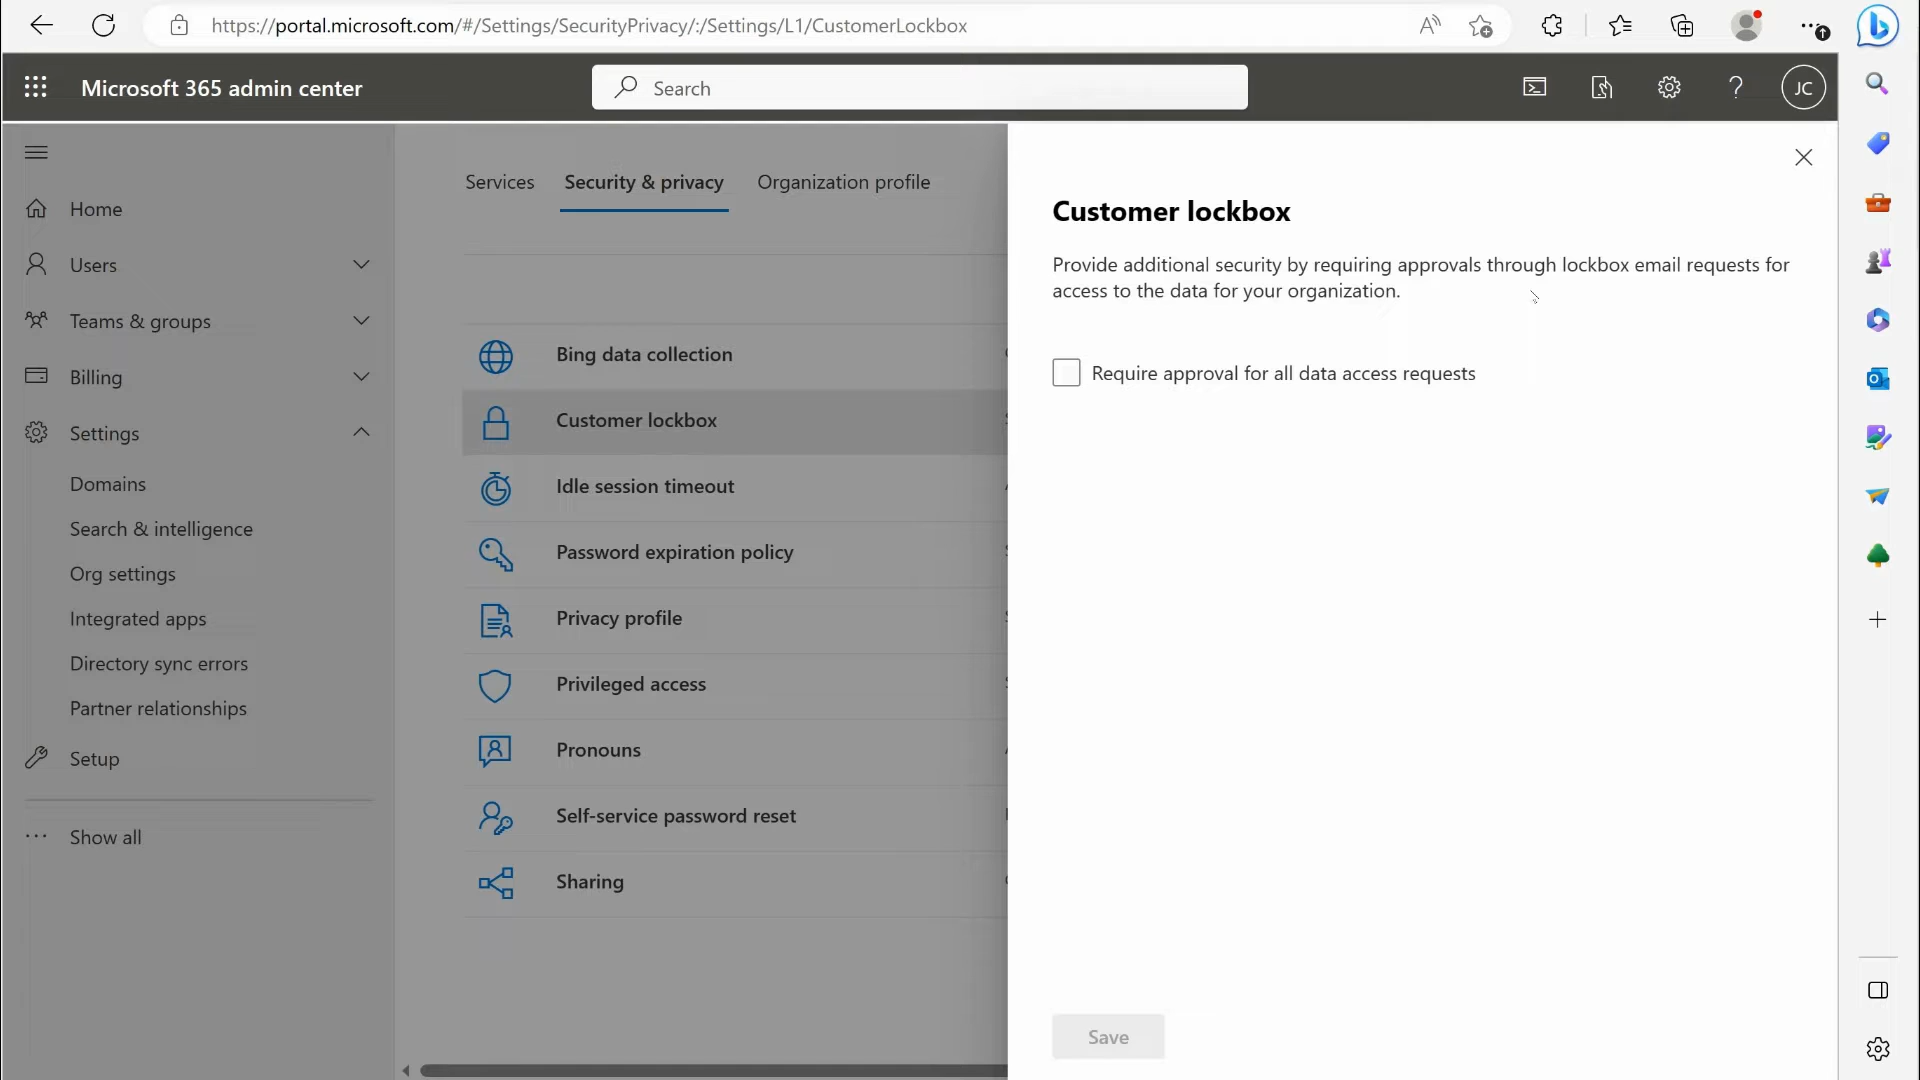 https://portal.microsoft.com/#/Settings/SecurityPrivacy/:/Settings/L1/CustomerLockbox
Microsoft 365 admin center
Search
JC
Home
Users
Teams & groups
Billing
Settings
Domains
Search & intelligence
Org settings
Integrated apps
Directory sync errors
Partner relationships
Setup
Show all
Services
Security & privacy
Organization profile
Bing data collection
Customer lockbox
Idle session timeout
Password expiration policy
Privacy profile
Privileged access
Pronouns
Self-service password reset
Sharing
Customer lockbox
Provide additional security by requiring approvals through lockbox email requests for
access to the data for your organization.
Require approval for all data access requests
Save